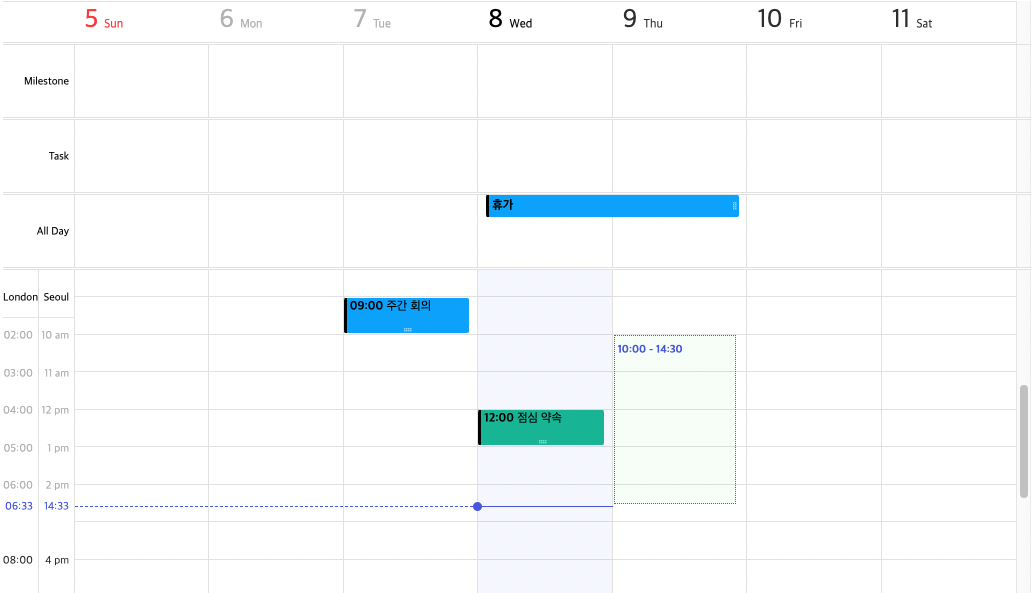 5 Sun 6 Mon 7 Tue 8 Wed 9 Thu 10 Fri 11 Sat
Milestone
Task
All Day
휴가
London Seoul
09:00 주간 회의
02:00 10 am
10:00 - 14:30
03:00 11 am
04:00 12 pm
12:00 점심 약속
05:00 1 pm
06:00 2 pm
06:33 14:33
08:00 4 pm